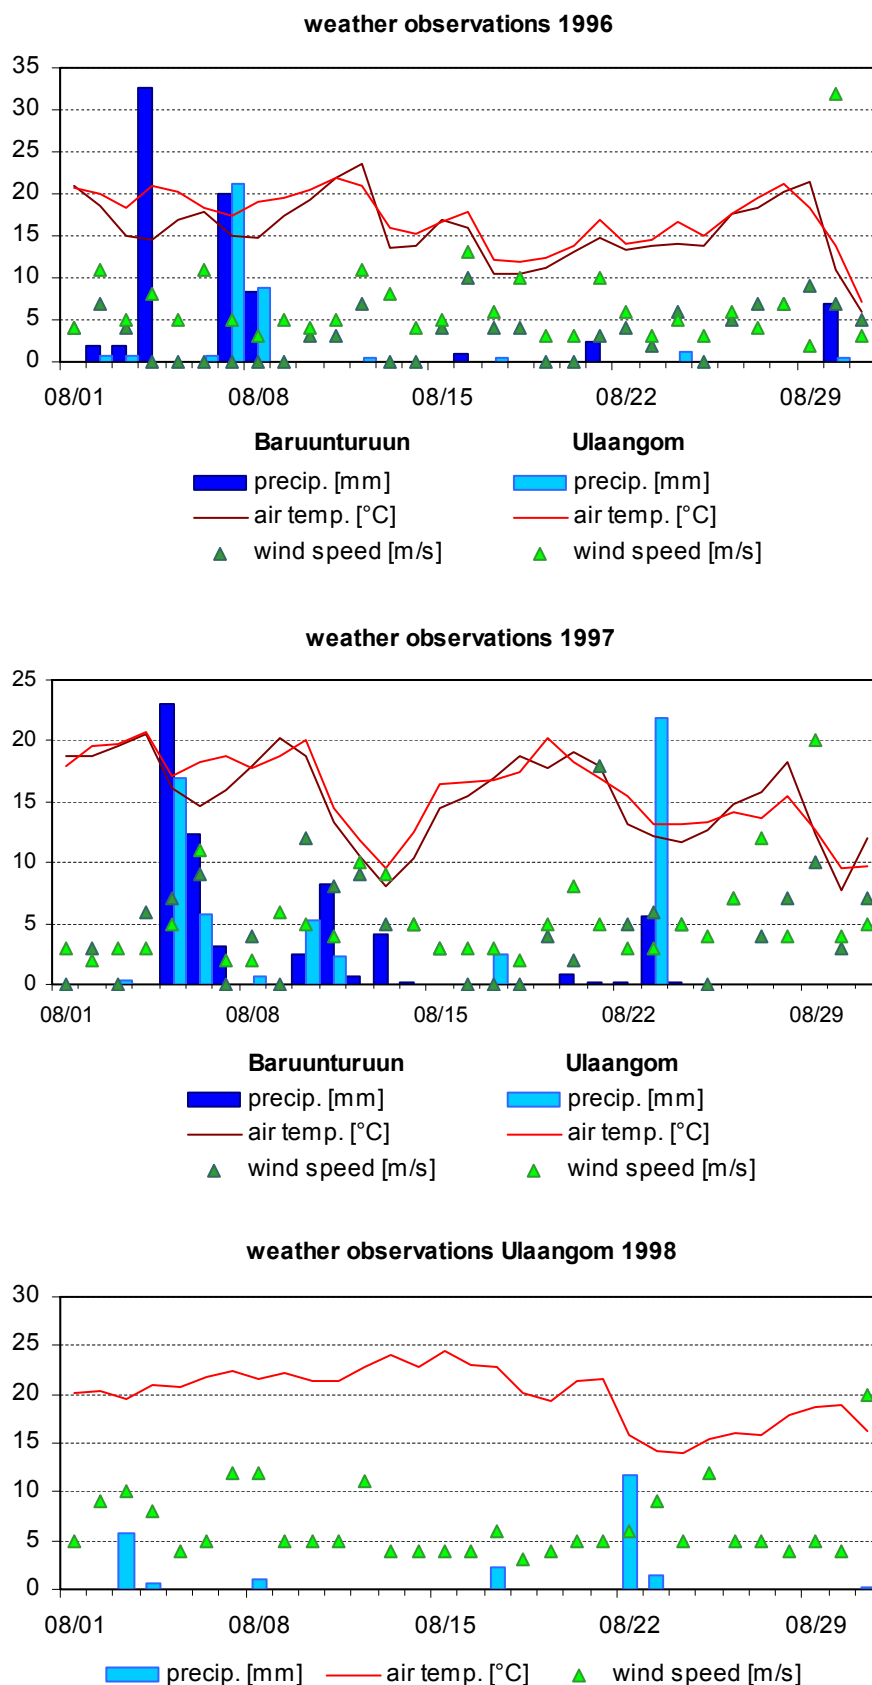 weather observations 1996
35
30
25
20
15
10
5
0
08/01 08/08 08/15 08/22 08/29
Baruunturuun Ulaangom
precip. [mm] precip. [mm]
air temp. [°C] air temp. [°C]
wind speed [m/s] wind speed [m/s]
weather observations 1997
25
20
15
10
5
0
08/01 08/08 08/15 08/22 08/29
Baruunturuun Ulaangom
precip. [mm] precip. [mm]
air temp. [°C] air temp. [°C]
wind speed [m/s] wind speed [m/s]
weather observations Ulaangom 1998
30
25
20
15
10
5
0
08/01 08/08 08/15 08/22 08/29
precip. [mm] air temp. [°C] wind speed [m/s]